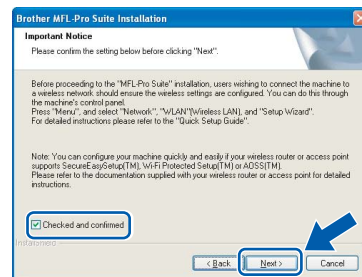 Brother MFL-Pro Suite Installation
Important Notice
Please confirm the setting below before clicking "Next".
Before proceeding to the "MFL-Pro Suite" installation, users wishing to connect the machine to
a wireless network should ensure the wireless settings are configured. You can do this through
the machine's control panel.
Press "Menu", and select "Network", "WLAN"(Wireless LAN), and "Setup Wizard".
For detailed instructions please refer to the "Quick Setup Guide".
Note: You can configure your machine quickly and easily if your wireless router or access point
supports SecureEasySetup(TM), Wi-Fi Protected Setup(TM) or AOSS(TM).
Please refer to the documentation supplied with your wireless router or access point for detailed
instructions.
Checked and confirmed
InstallShield
< Back Next > Cancel